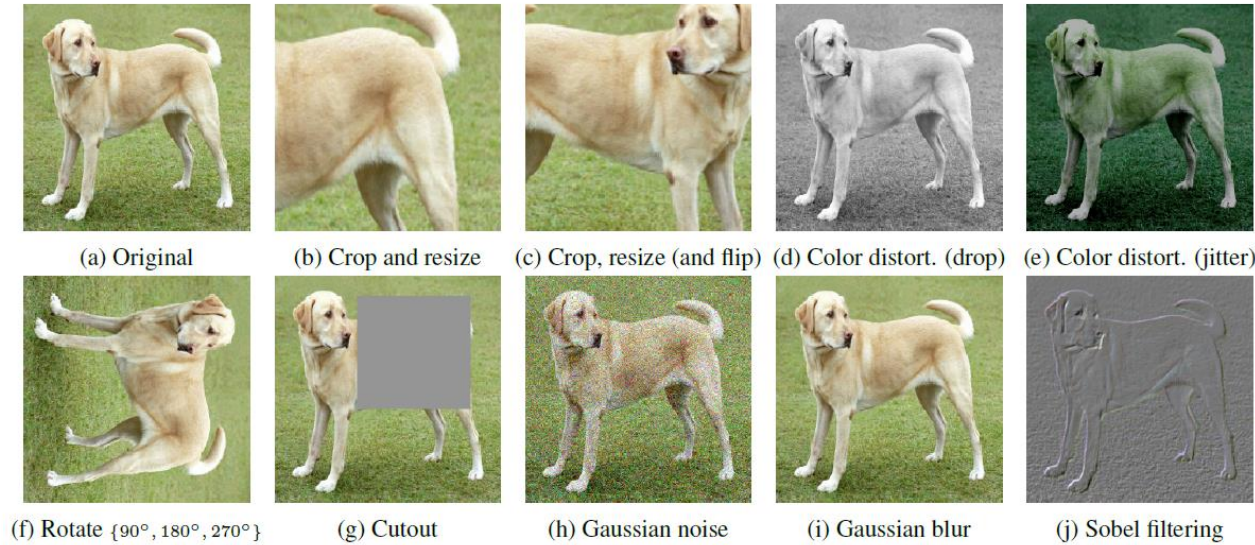 (a) Original
(b) Crop and resize
(c) Crop, resize (and flip)
(d) Color distort. (drop)
(e) Color distort. (jitter)
(f) Rotate {90°, 180°, 270°}
(g) Cutout
(h) Gaussian noise
(i) Gaussian blur
(j) Sobel filtering